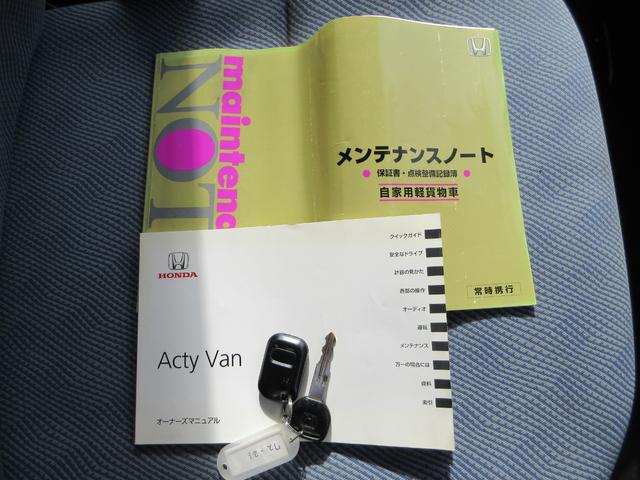 maintenanc
NOT
メンテナンスノート
保証書・点検整備記録簿
自家用軽貨物車
常時携行
HONDA
Acty Van
オーナーズマニュアル
クイックガイド
安全なドライブ
計器の見かた
各部の操作
オーディオ
運転
メンテナンス
万一の場合には
資料
索引